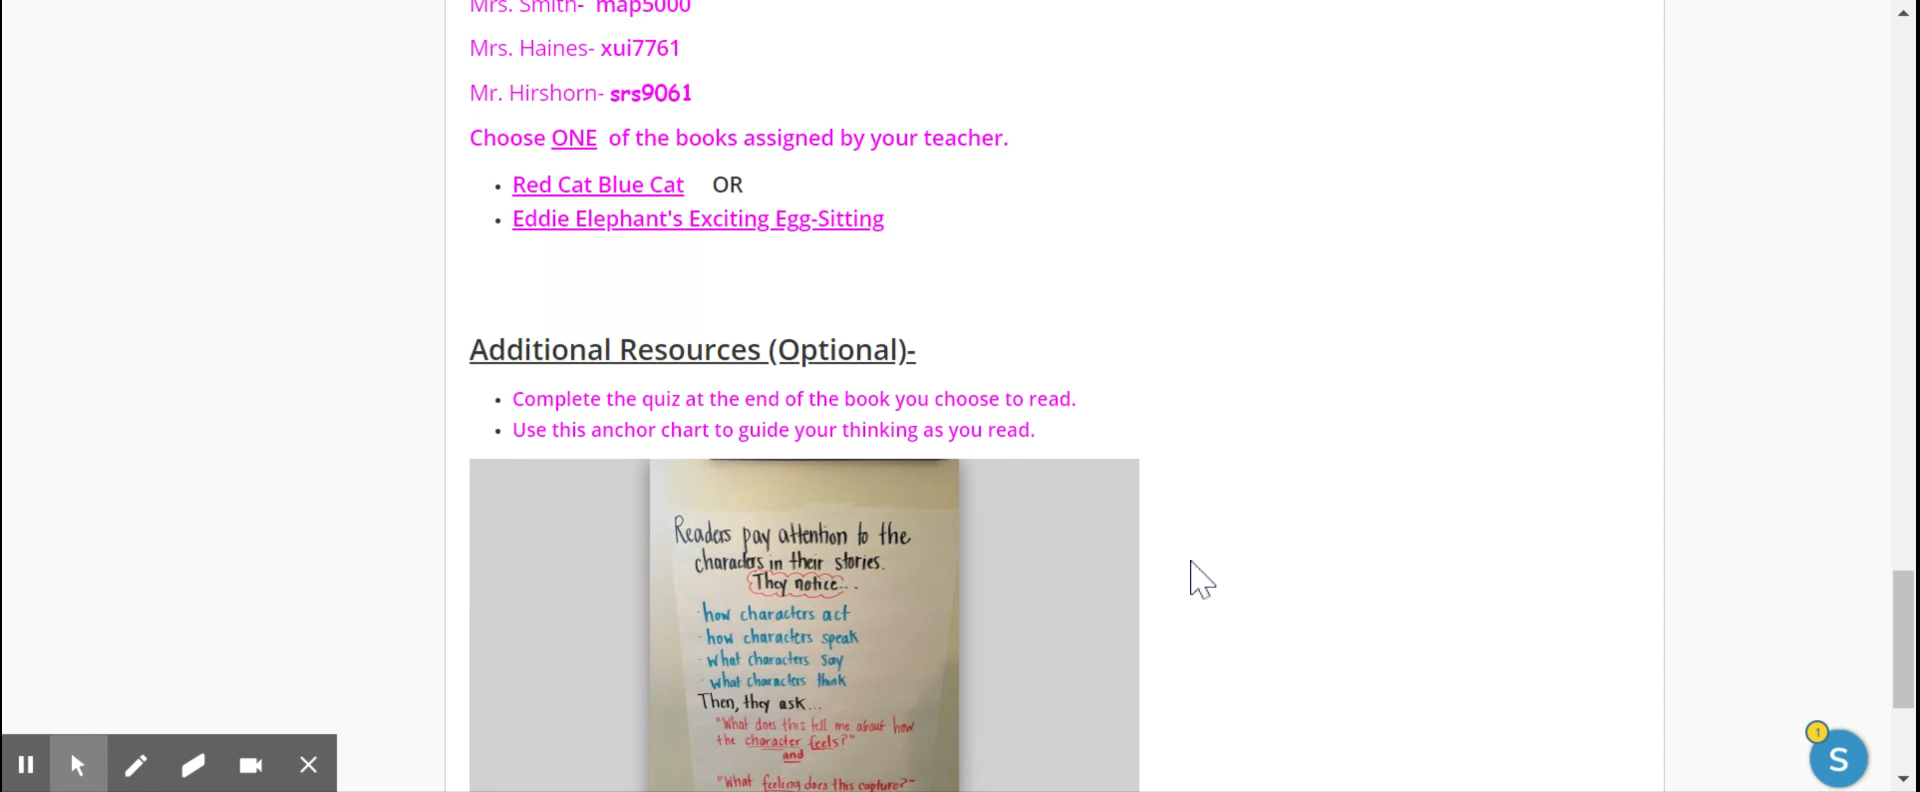 Mrs. Smith- map5000
Mrs. Haines- xui7761
Mr. Hirshorn- srs9061
Choose ONE of the books assigned by your teacher.
• Red Cat Blue Cat OR
• Eddie Elephant's Exciting Egg-Sitting
Additional Resources (Optional)-
• Complete the quiz at the end of the book you choose to read.
• Use this anchor chart to guide your thinking as you read.
Readers pay attention to the
characters in their stories.
They notice...
· how characters act
· how characters speak
· what characters say
· what characters think
Then, they ask...
"What does this tell me about how
the character feels?"
and
"What feeling does this capture?"
1
S